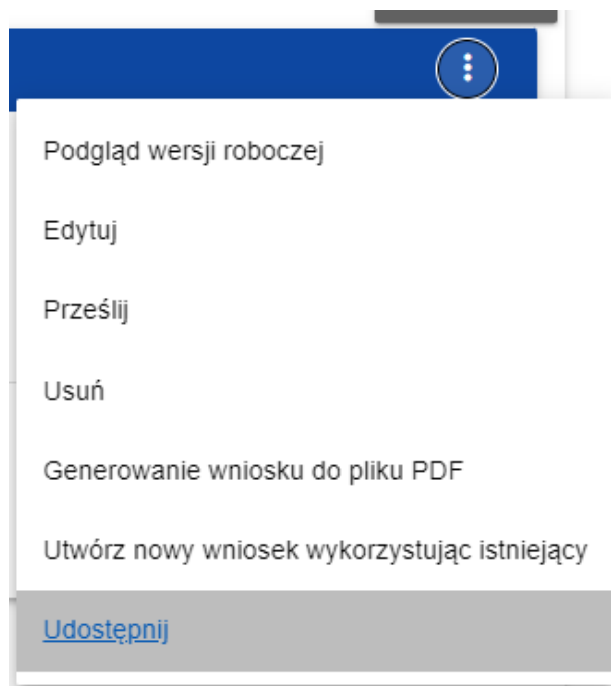 Podgląd wersji roboczej
Edytuj
Prześlij
Usuń
Generowanie wniosku do pliku PDF
Utwórz nowy wniosek wykorzystując istniejący
Udostępnij